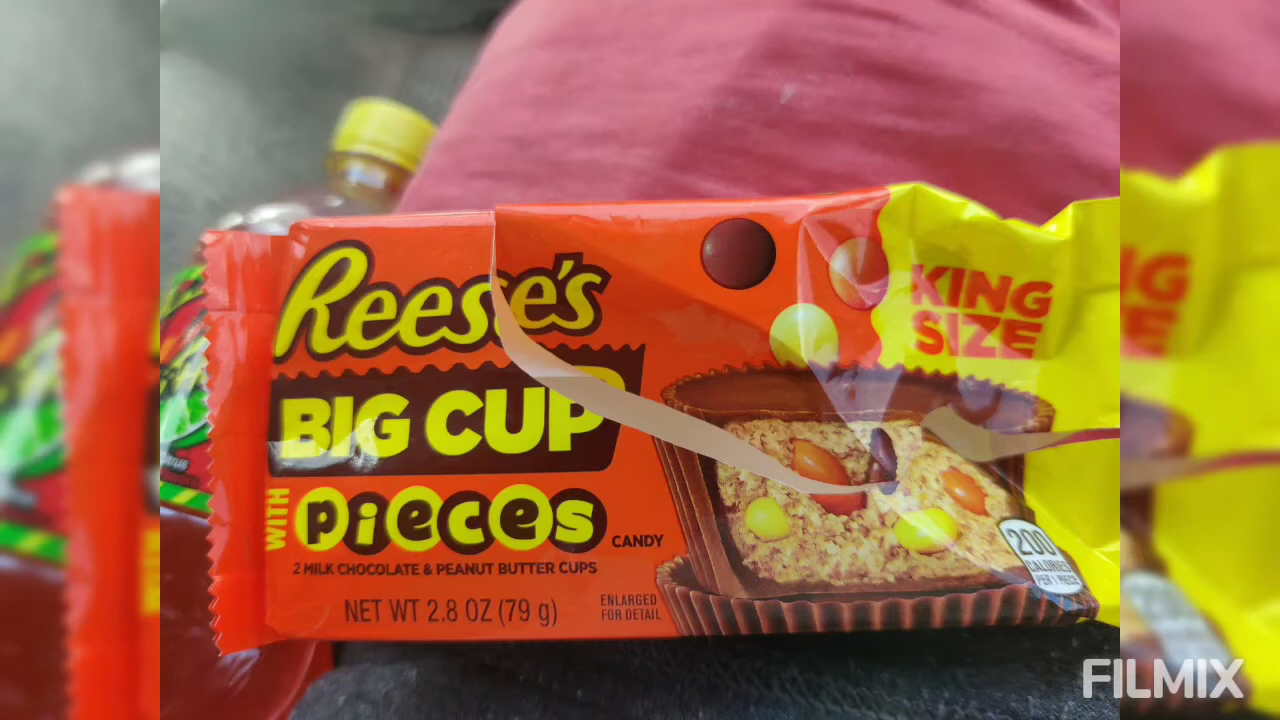 Reese's
BIG CUP
WITH
PIECES
CANDY
2 MILK CHOCOLATE & PEANUT BUTTER CUPS
NET WT 2.8 OZ (79 g)
ENLARGED
FOR DETAIL
KING
SIZE
200
CALORIES
PER 1 PIECE
FILMIX